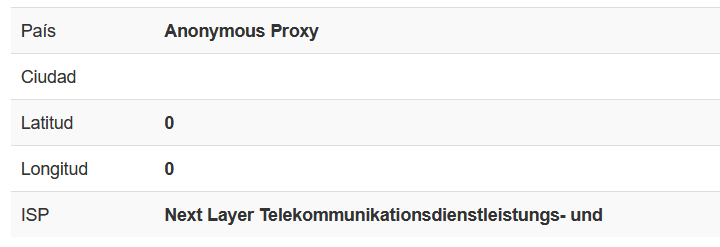 País Anonymous Proxy
Ciudad
Latitud 0
Longitud 0
ISP Next Layer Telekommunikationsdienstleistungs- und